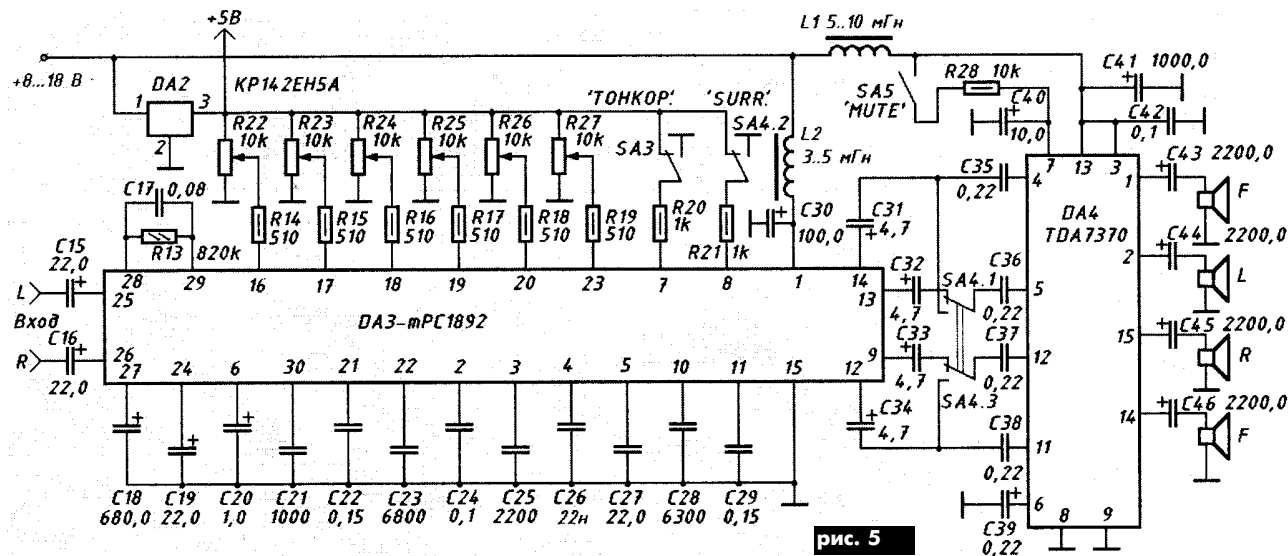 +5В
+8...18 В
DA2
1
3
2
КР142ЕН5А
R22
10k
R23
10k
R24
10k
R25
10k
R26
10k
R27
10k
'ТОНКОР.'
SA3
'SURR.'
SA4.2
L1 5..10 мГн
L2
3..5 мГн
SA5
'MUTE'
R28 10k
C40
10,0
C41 1000,0
C42
0,1
C17 0,08
R13 820k
R14
510
R15
510
R16
510
R17
510
R18
510
R19
510
R20
1k
R21 1k
C30
100,0
C31
4,7
C35
0,22
C15
22,0
L
Вход
C16
R
22,0
28
29
16
17
18
19
20
23
7
8
1
14
25
26
13
9
12
DA3-mPC1892
27
24
6
30
21
22
2
3
4
5
10
11
15
C32
4,7
C33
4,7
C34
4,7
SA4.1
SA4.3
C36
0,22
C37
0,22
C38
0,22
C39
0,22
7
13
3
4
5
12
11
6
8
9
1
2
15
14
DA4
TDA7370
C43 2200,0
F
C44 2200,0
L
C45 2200,0
R
C46 2200,0
F
C18
680,0
C19
22,0
C20
1,0
C21
1000
C22
0,15
C23
6800
C24
0,1
C25
2200
C26
22н
C27
22,0
C28
6300
C29
0,15
рис. 5